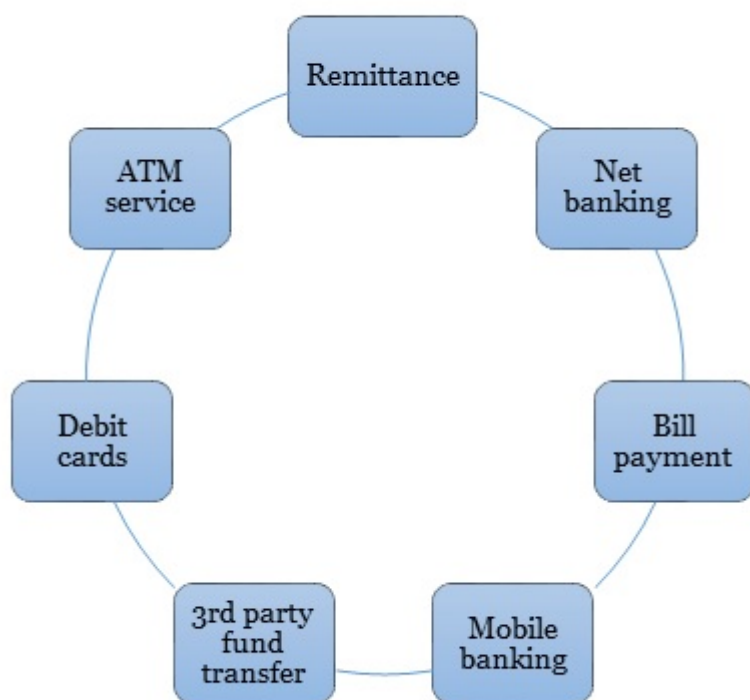 Remittance
Net
banking
Bill
payment
Mobile
banking
3rd party
fund
transfer
Debit
cards
ATM
service